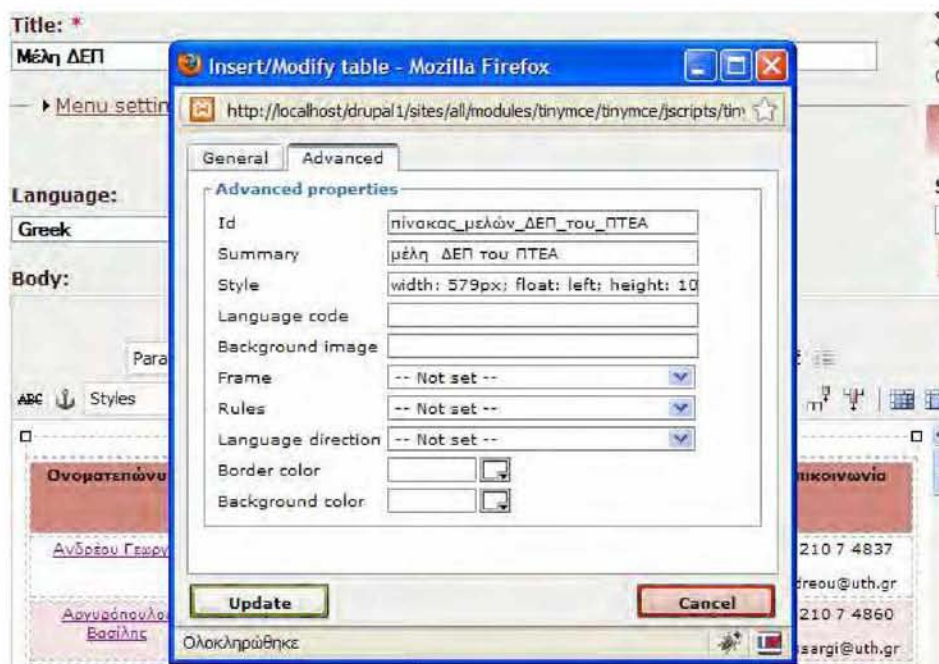 Title: *
Μέλη ΔΕΠ
Menu settin
Language:
Greek
Body:
Para
ABC Styles
Ονοματεπώνυ
πικοινωνία
Ανδρέου Γεωργ
210 7 4837
dreou@uth.gr
Αργυρόπουλο
Βασίλης
210 7 4860
ssargi@uth.gr
Insert/Modify table - Mozilla Firefox
http://localhost/drupal1/sites/all/modules/tinymce/tinymce/jscripts/tiny
General Advanced
Advanced properties
Id πίνακας_μελών_ΔΕΠ_του_ΠΤΕΑ
Summary μέλη ΔΕΠ του ΠΤΕΑ
Style width: 579px; float: left; height: 10
Language code
Background image
Frame -- Not set --
Rules -- Not set --
Language direction -- Not set --
Border color
Background color
Update Cancel
Ολοκληρώθηκε